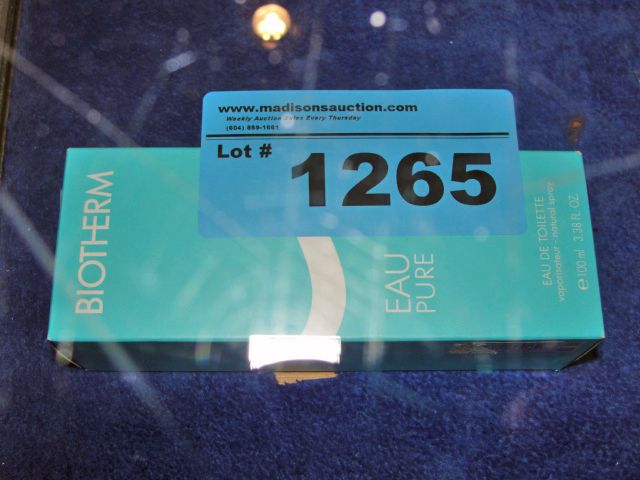 www.madisonsauction.com
Weekly Auction Sales Every Thursday
(604) 889-1661
Lot # 1265
BIOTHERM
EAU
PURE
EAU DE TOILETTE
vaporisateur - natural spray
e 100 ml 3.38 FL. OZ.